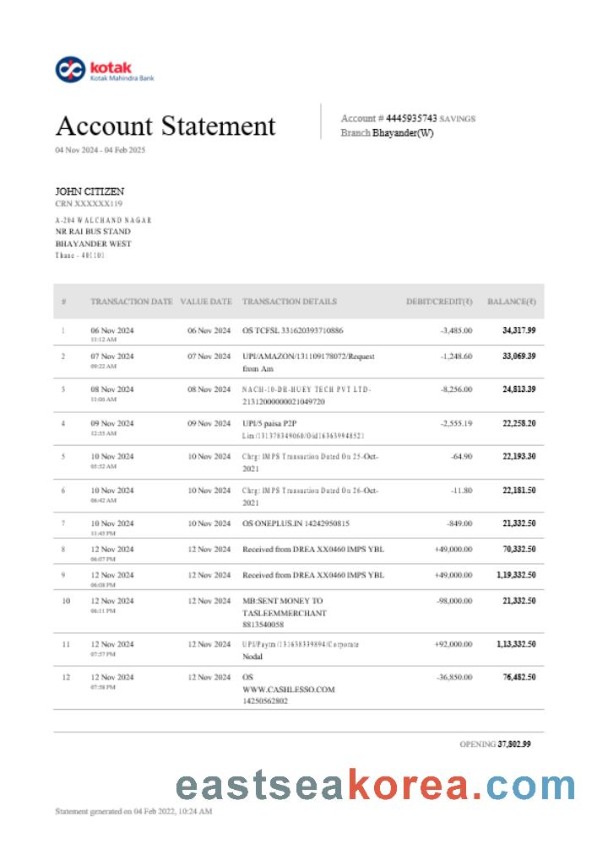 kotak
Kotak Mahindra Bank
Account Statement
04 Nov 2024 - 04 Feb 2025
Account # 4445935743 SAVINGS
Branch Bhayander(W)
JOHN CITIZEN
CRN XXXXXX119
A-204 WALCHAND NAGAR
NR RAI BUS STAND
BHAYANDER WEST
Thane - 401101
# TRANSACTION DATE VALUE DATE TRANSACTION DETAILS DEBIT/CREDIT(₹) BALANCE(₹)
1 06 Nov 2024 06 Nov 2024 OS TCFSL 331620393710886 -3,485.00 34,317.99
11:12 AM
2 07 Nov 2024 07 Nov 2024 UPI/AMAZON/131109178072/Request -1,248.60 33,069.39
09:22 AM from Am
3 08 Nov 2024 08 Nov 2024 NACH-10-DR-HUEY TECH PVT LTD- -8,256.00 24,813.39
11:06 AM 21312000000021049720
4 09 Nov 2024 09 Nov 2024 UPI/5 paisa P2P -2,555.19 22,258.20
12:53 AM Lim/131378349060/Oid163639948521
5 10 Nov 2024 10 Nov 2024 Chrg: IMPS Transaction Dated On 25-Oct- -64.90 22,193.30
03:52 AM 2021
6 10 Nov 2024 10 Nov 2024 Chrg: IMPS Transaction Dated On 26-Oct- -11.80 22,181.50
06:42 AM 2021
7 10 Nov 2024 10 Nov 2024 OS ONEPLUS.IN 14242950815 -849.00 21,332.50
11:45 PM
8 12 Nov 2024 12 Nov 2024 Received from DREA XX0460 IMPS YBL +49,000.00 70,332.50
06:07 PM
9 12 Nov 2024 12 Nov 2024 Received from DREA XX0460 IMPS YBL +49,000.00 1,19,332.50
06:08 PM
10 12 Nov 2024 12 Nov 2024 MB:SENT MONEY TO -98,000.00 21,332.50
06:11 PM TASLEEMMERCHANT
8813540058
11 12 Nov 2024 12 Nov 2024 UPI/Paytm/131638339894/Corporate +92,000.00 1,13,332.50
07:57 PM Nodal
12 12 Nov 2024 12 Nov 2024 OS -36,850.00 76,482.50
07:58 PM WWW.CASHLESSO.COM
14250562802
OPENING 37,802.99
eastseakorea.com
Statement generated on 04 Feb 2022, 10:24 AM